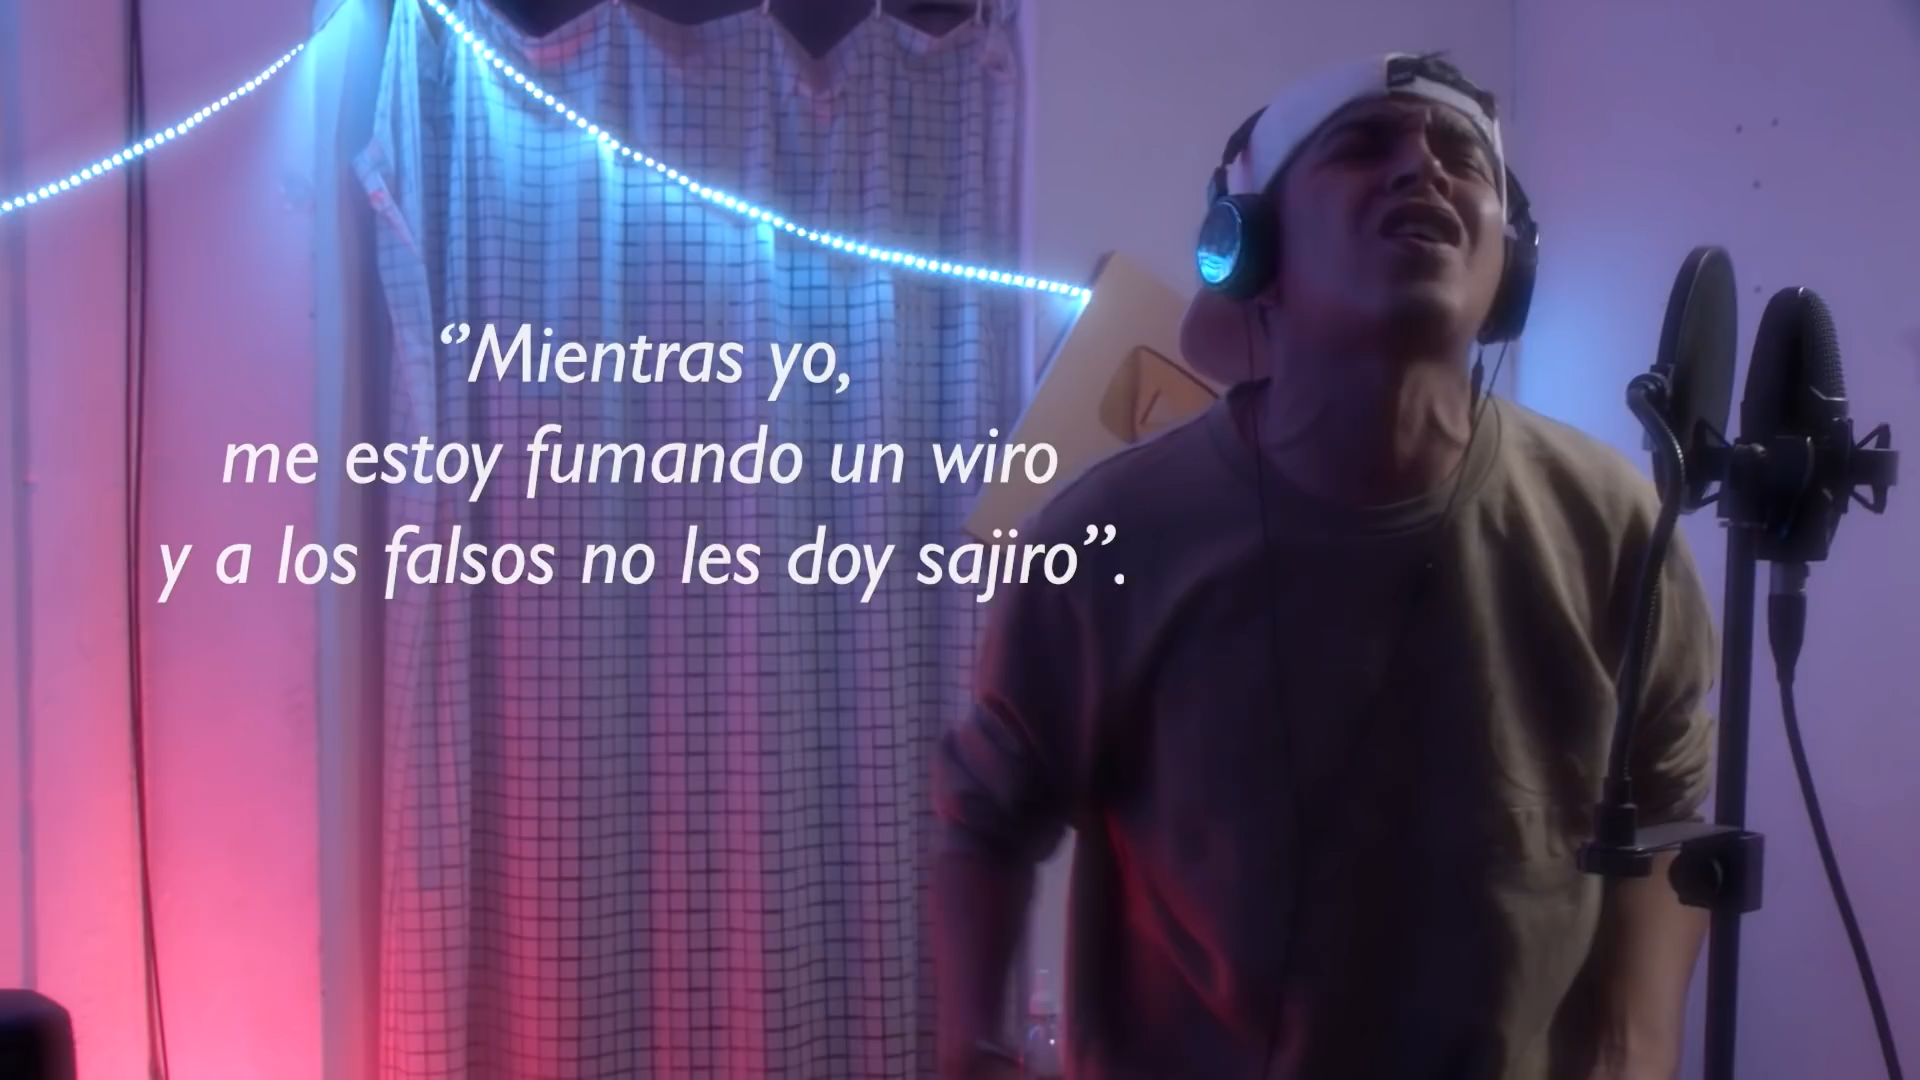 ‘’Mientras yo,
me estoy fumando un wiro
y a los falsos no les doy sajiro’’.